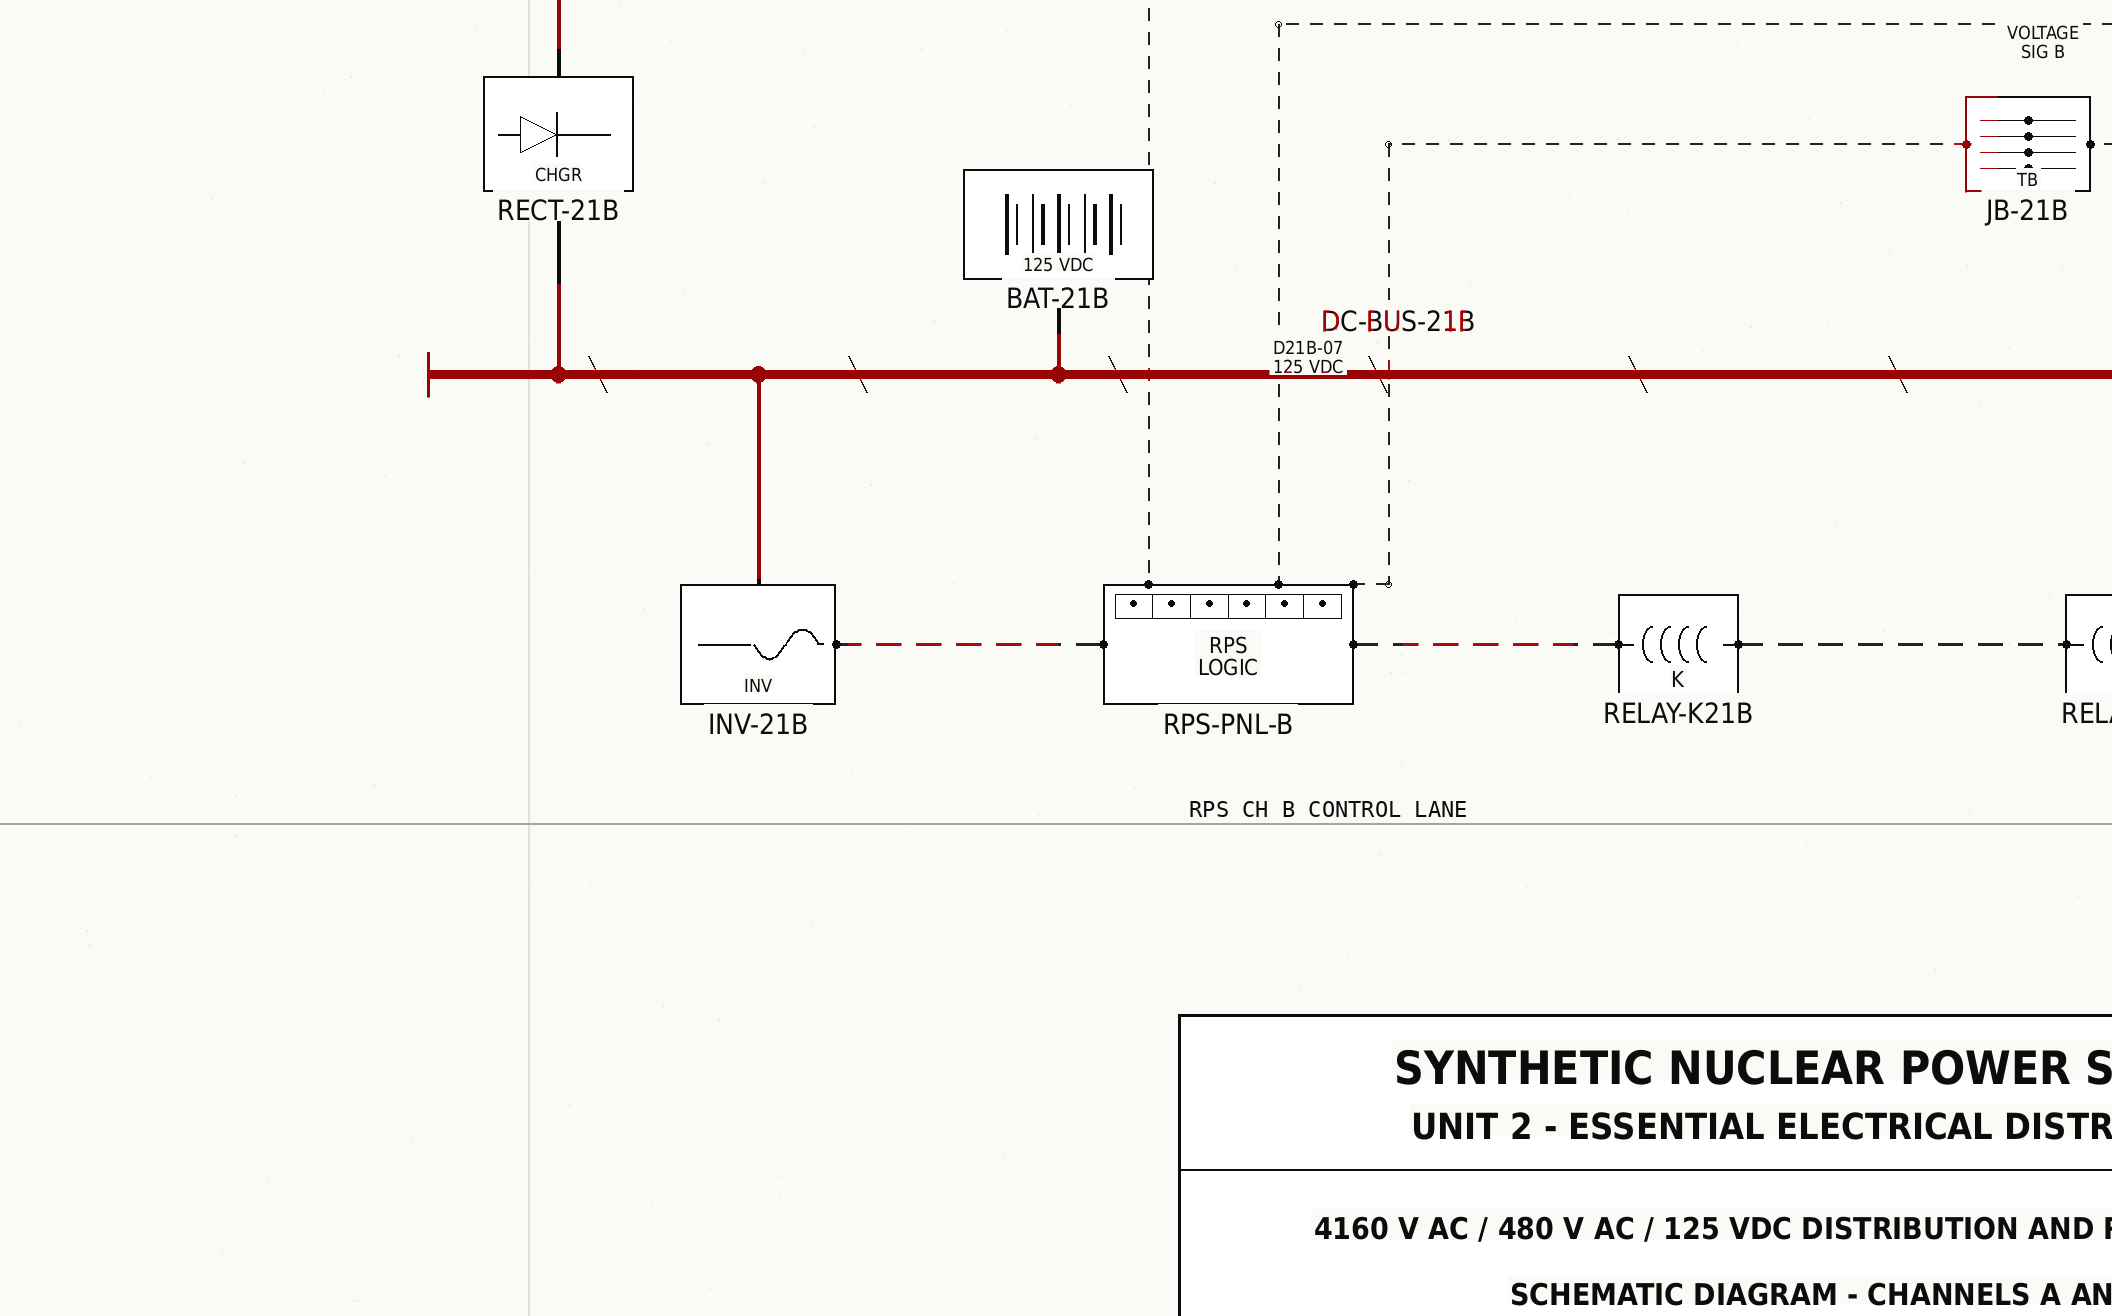 VOLTAGE
SIG B
CHGR
RECT-21B
TB
JB-21B
125 VDC
BAT-21B
DC-BUS-21B
D21B-07
125 VDC
RPS
LOGIC
INV
K
INV-21B
RPS-PNL-B
RELAY-K21B
RELA
RPS CH B CONTROL LANE
SYNTHETIC NUCLEAR POWER S
UNIT 2 - ESSENTIAL ELECTRICAL DISTR
4160 V AC / 480 V AC / 125 VDC DISTRIBUTION AND
SCHEMATIC DIAGRAM - CHANNELS A AN